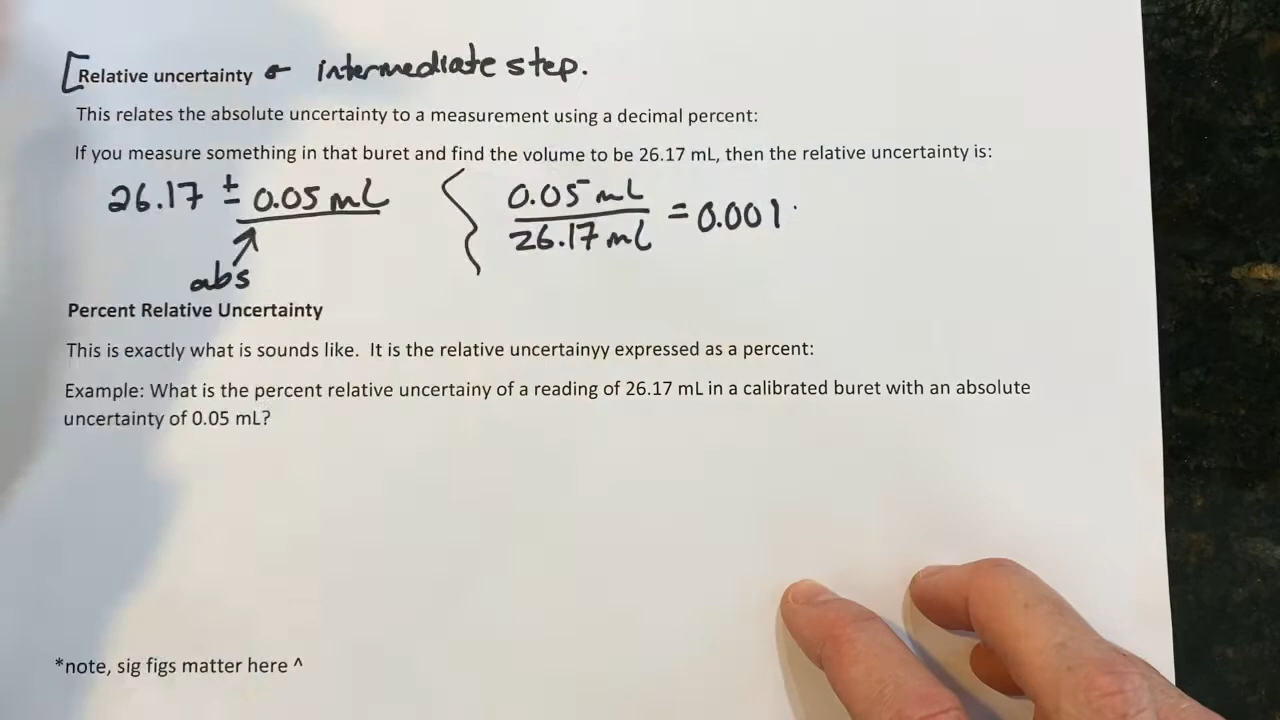 [Relative uncertainty ← intermediate step.
This relates the absolute uncertainty to a measurement using a decimal percent:
If you measure something in that buret and find the volume to be 26.17 mL, then the relative uncertainty is:
26.17 ± 0.05 mL { 0.05 mL / 26.17 mL = 0.001
abs
Percent Relative Uncertainty
This is exactly what is sounds like. It is the relative uncertainyy expressed as a percent:
Example: What is the percent relative uncertainy of a reading of 26.17 mL in a calibrated buret with an absolute
uncertainty of 0.05 mL?
*note, sig figs matter here ^